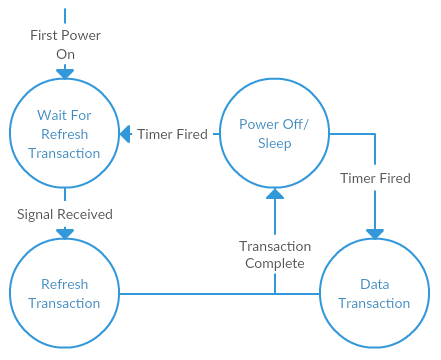 First Power
On
Wait For
Refresh
Transaction
Timer Fired
Power Off/
Sleep
Timer Fired
Signal Received
Transaction
Complete
Refresh
Transaction
Data
Transaction